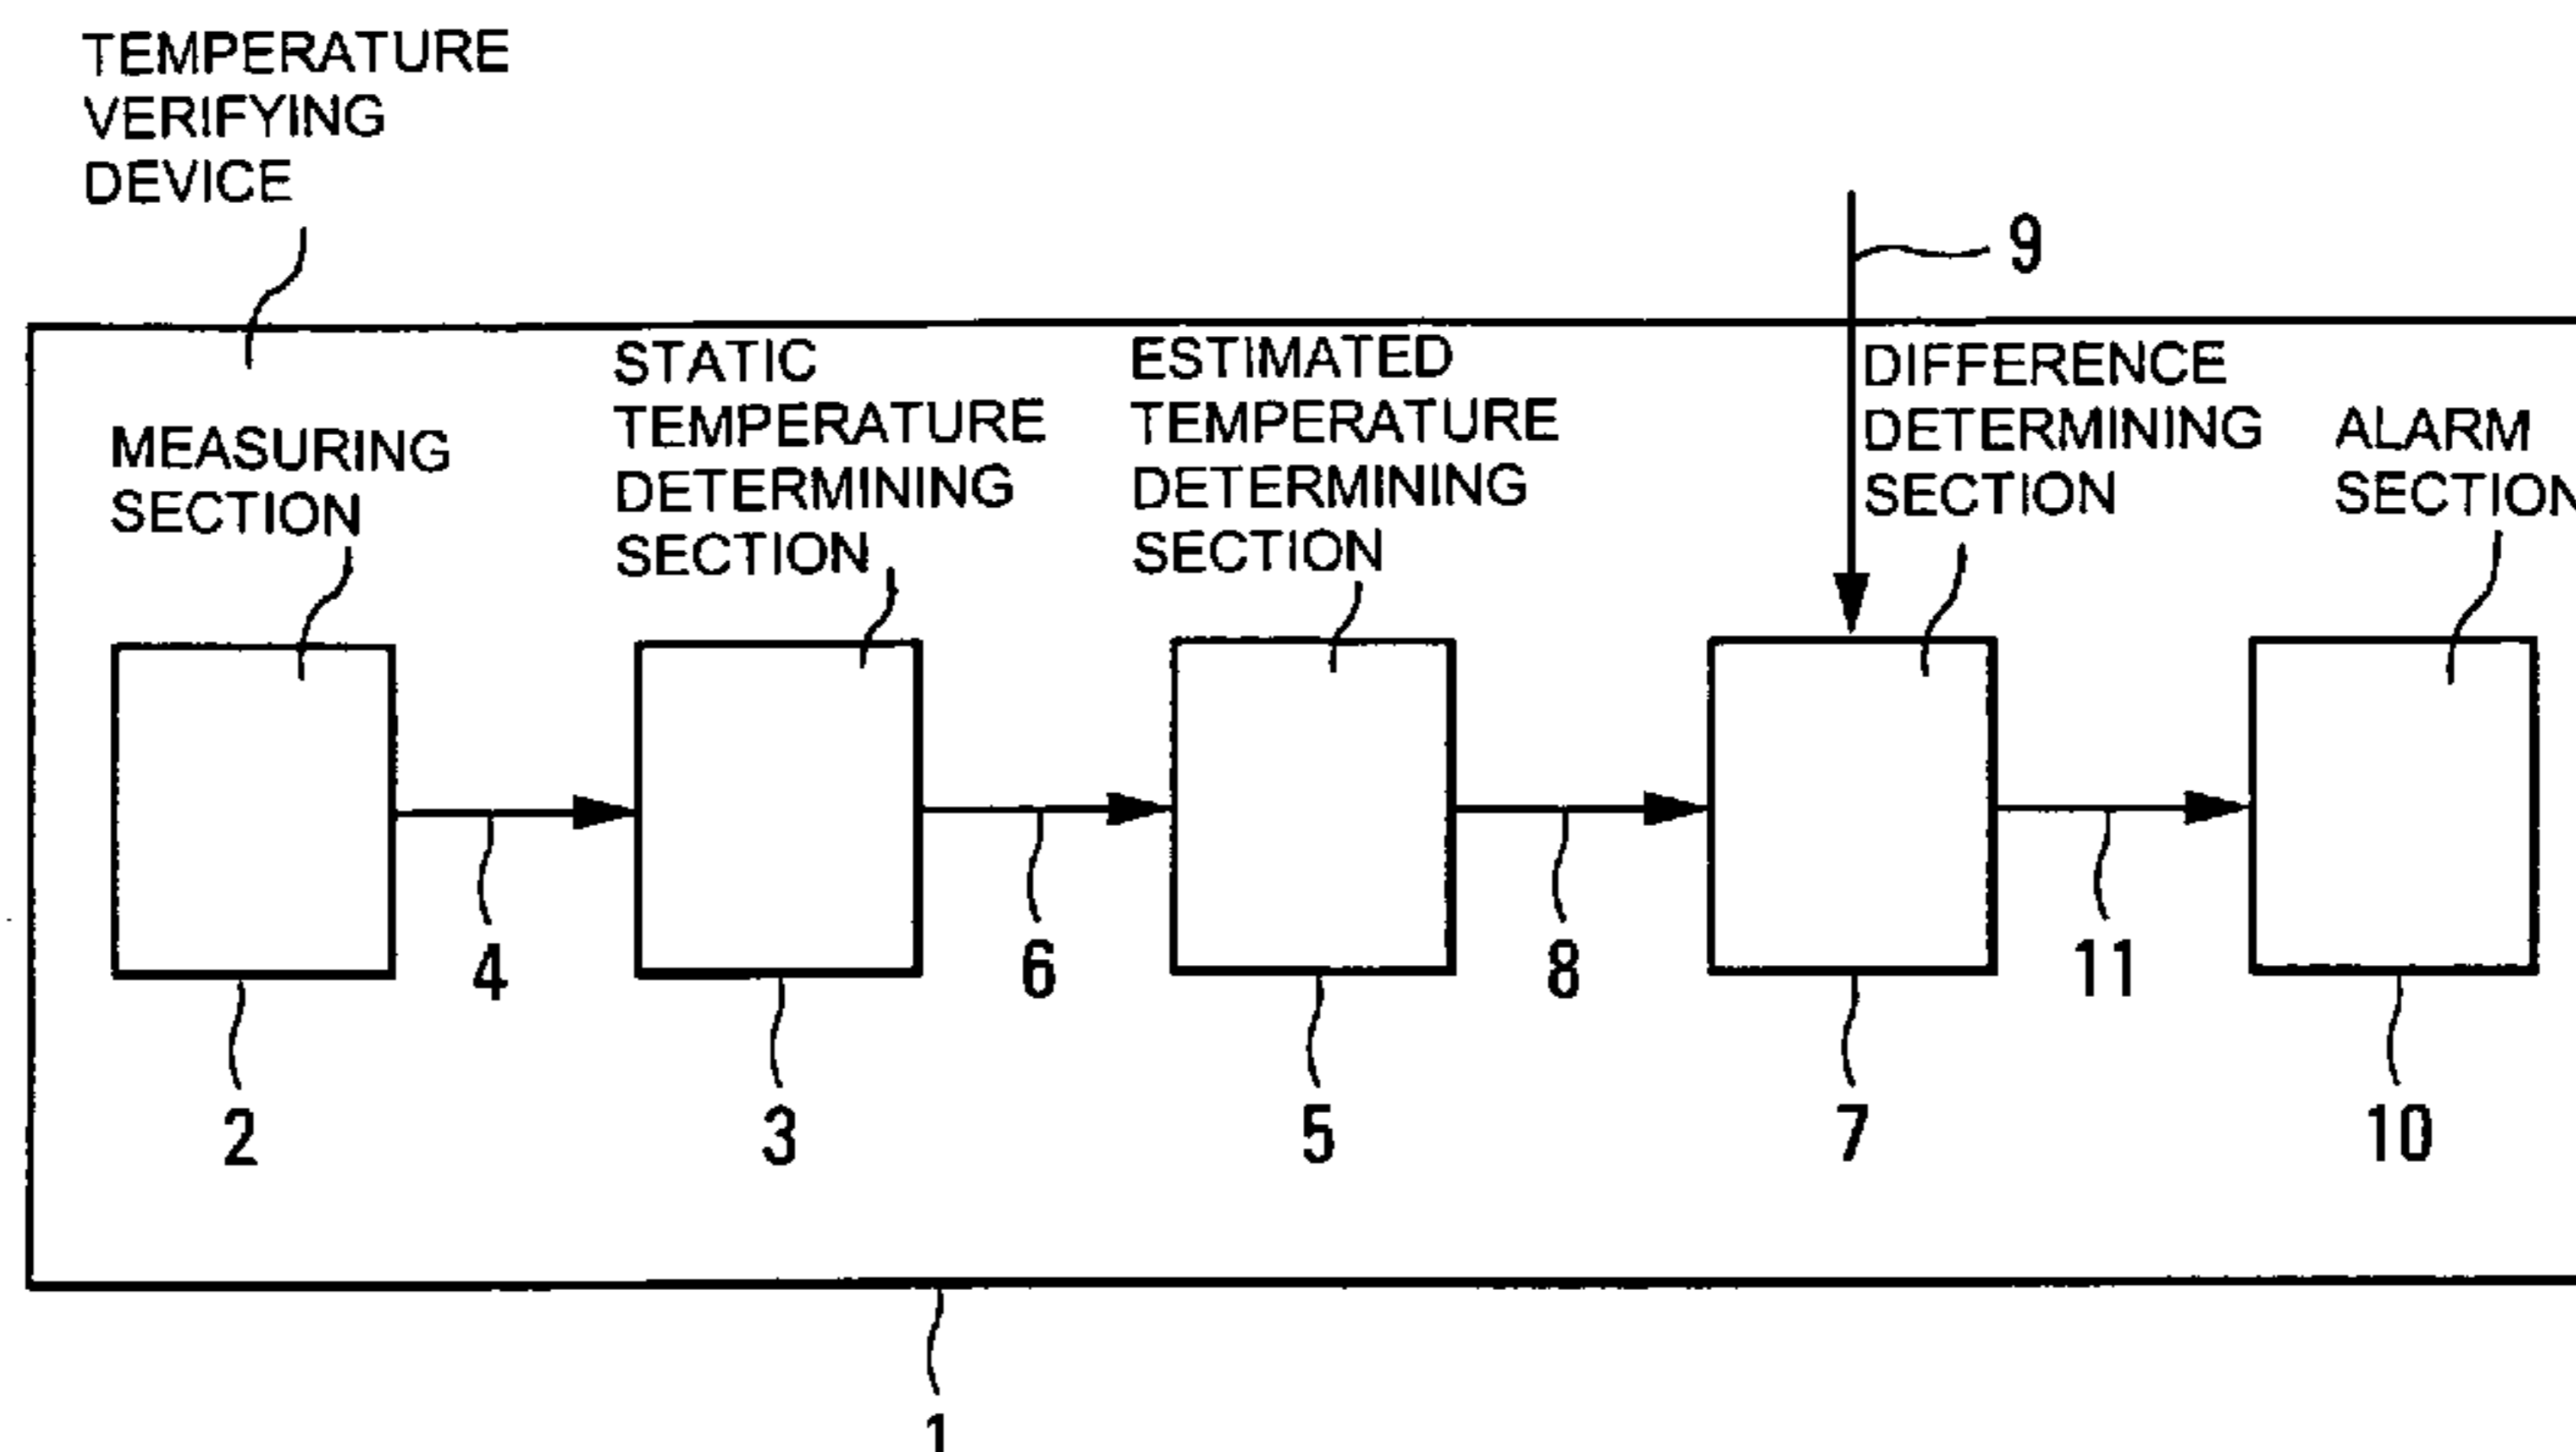 TEMPERATURE
VERIFYING
DEVICE
9
MEASURING
SECTION
STATIC
TEMPERATURE
DETERMINING
SECTION
ESTIMATED
TEMPERATURE
DETERMINING
SECTION
DIFFERENCE
DETERMINING
SECTION
ALARM
SECTION
4
6
8
11
2
3
5
7
10
1